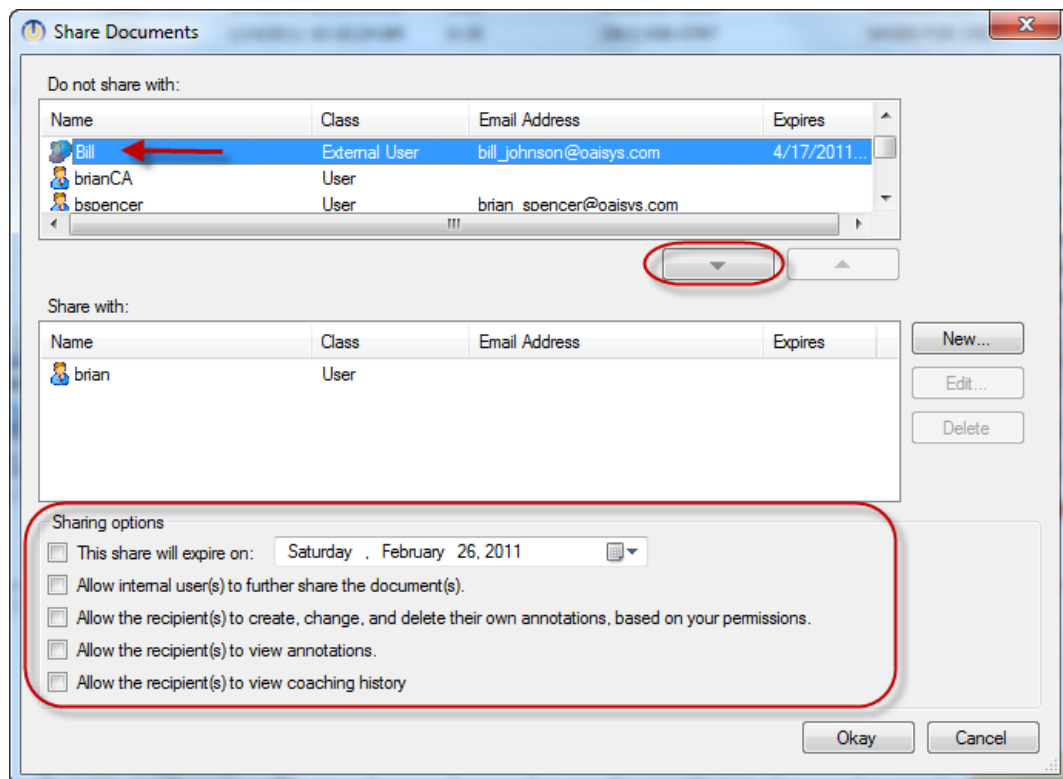 Share Documents
Do not share with:
Name Class Email Address Expires
Bill External User bill_johnson@oaisys.com 4/17/2011...
brianCA User
bspencer User brian_spencer@oaisys.com
Share with:
Name Class Email Address Expires
New...
brian User
Edit...
Delete
Sharing options
This share will expire on: Saturday , February 26, 2011
Allow internal user(s) to further share the document(s).
Allow the recipient(s) to create, change, and delete their own annotations, based on your permissions.
Allow the recipient(s) to view annotations.
Allow the recipient(s) to view coaching history
Okay Cancel